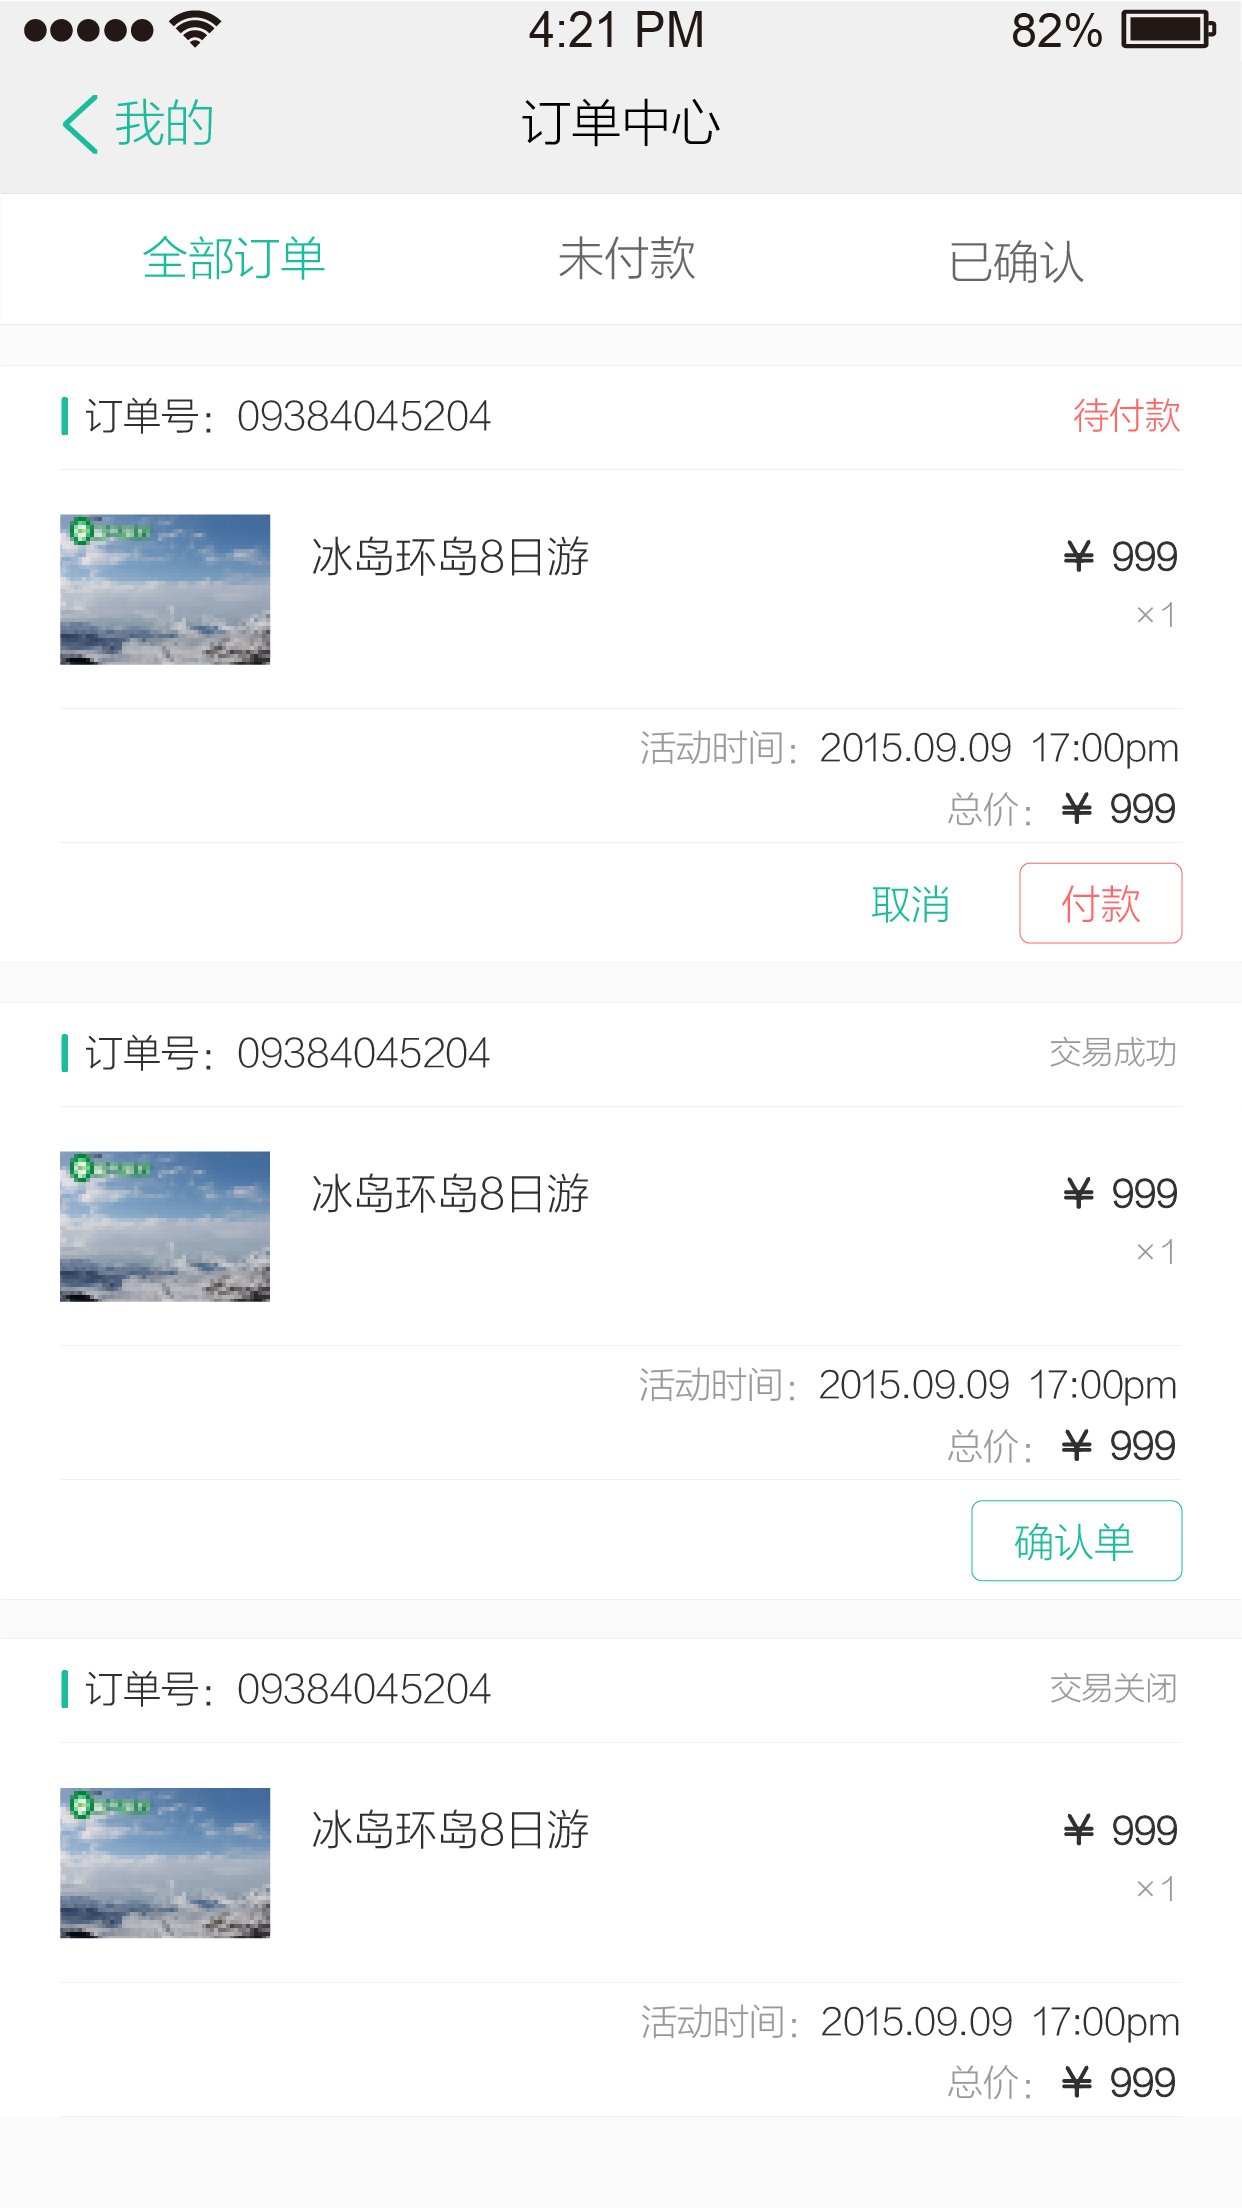 4:21 PM 82%
我的 订单中心
全部订单 未付款 已确认
订单号：09384045204 待付款
冰岛环岛8日游 ¥ 999
×1
活动时间：2015.09.09 17:00pm
总价：¥ 999
取消 付款
订单号：09384045204 交易成功
冰岛环岛8日游 ¥ 999
×1
活动时间：2015.09.09 17:00pm
总价：¥ 999
确认单
订单号：09384045204 交易关闭
冰岛环岛8日游 ¥ 999
×1
活动时间：2015.09.09 17:00pm
总价：¥ 999